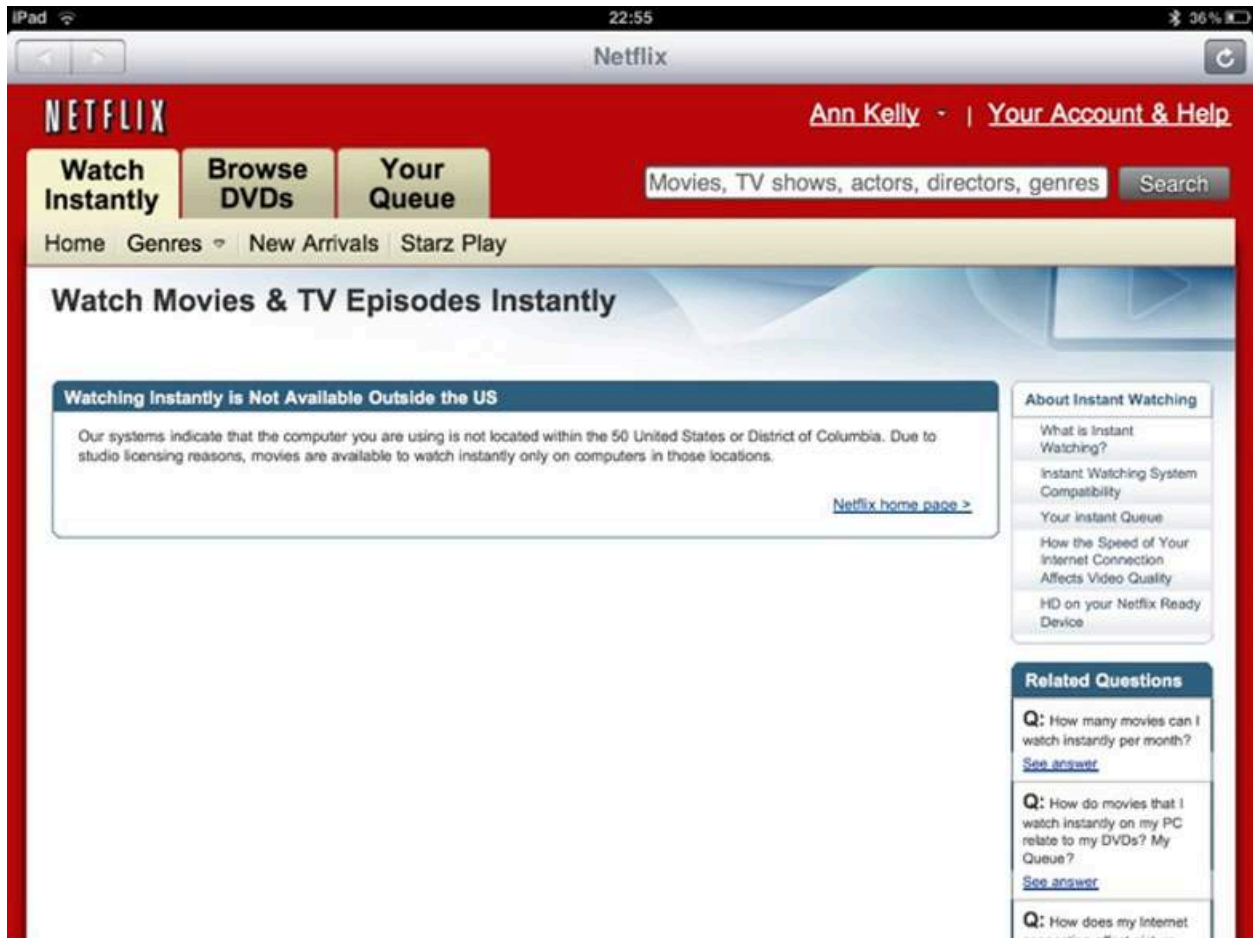 iPad 22:55 36%
Netflix
NETFLIX
Ann Kelly | Your Account & Help
Watch Instantly
Browse DVDs
Your Queue
Movies, TV shows, actors, directors, genres
Search
Home Genres New Arrivals Starz Play
Watch Movies & TV Episodes Instantly
Watching Instantly is Not Available Outside the US
Our systems indicate that the computer you are using is not located within the 50 United States or District of Columbia. Due to
studio licensing reasons, movies are available to watch instantly only on computers in those locations.
Netflix home page >
About Instant Watching
What is Instant
Watching?
Instant Watching System
Compatibility
Your instant Queue
How the Speed of Your
Internet Connection
Affects Video Quality
HD on your Netflix Ready
Device
Related Questions
Q: How many movies can I
watch instantly per month?
See answer
Q: How do movies that I
watch instantly on my PC
relate to my DVDs? My
Queue?
See answer
Q: How does my Internet